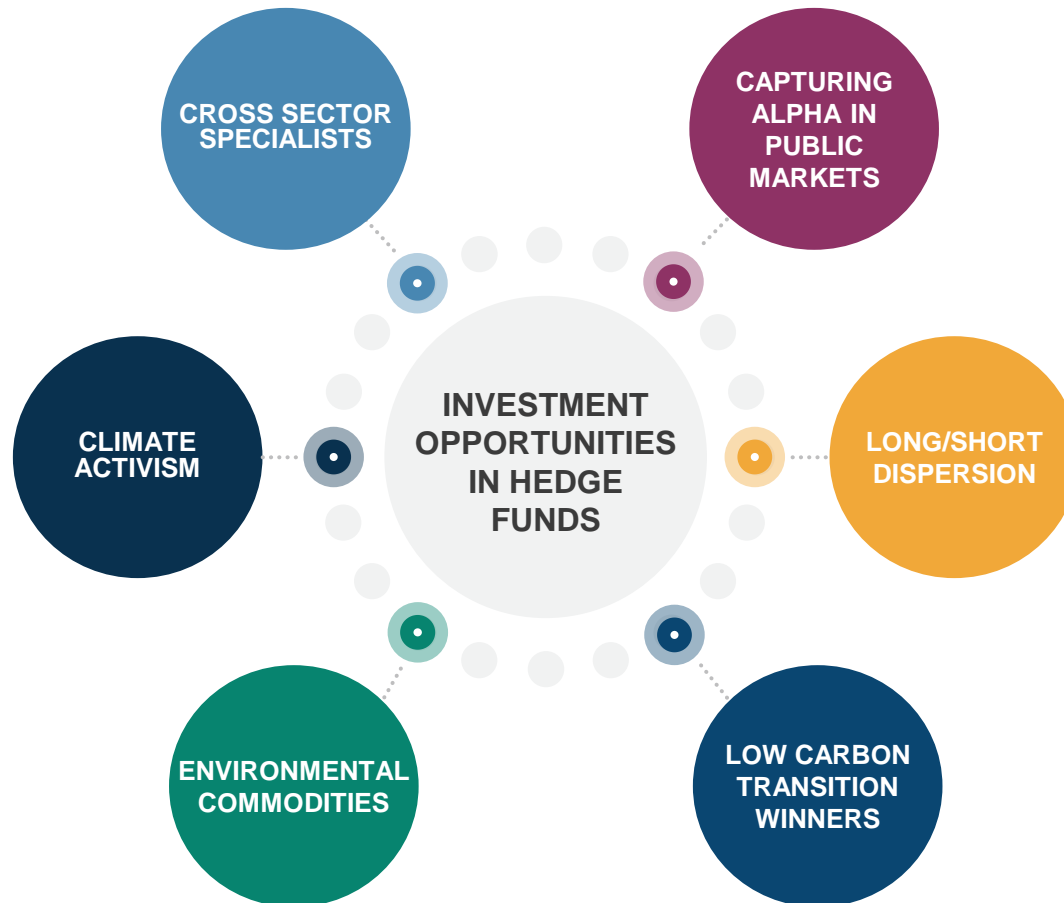 CROSS SECTOR
SPECIALISTS
CAPTURING
ALPHA IN
PUBLIC
MARKETS
INVESTMENT
OPPORTUNITIES
IN HEDGE
FUNDS
CLIMATE
ACTIVISM
LONG/SHORT
DISPERSION
ENVIRONMENTAL
COMMODITIES
LOW CARBON
TRANSITION
WINNERS